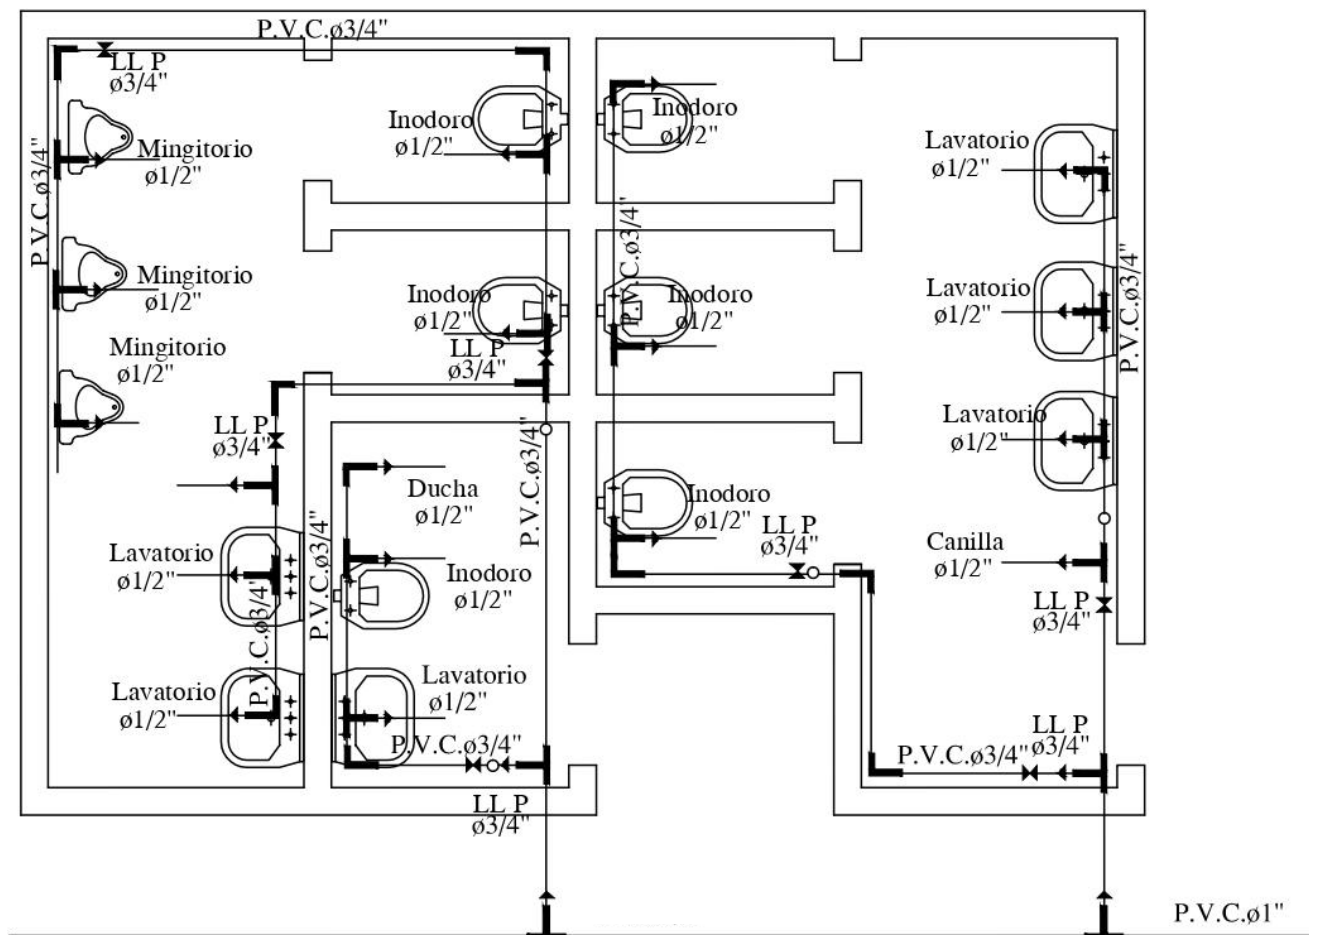 P.V.C.ø3/4"
LL P
ø3/4"
P.V.C.ø3/4"
Mingitorio
ø1/2"
Inodoro
ø1/2"
Inodoro
ø1/2"
Lavatorio
ø1/2"
Mingitorio
ø1/2"
Inodoro
ø1/2"
P.V.C.ø3/4"
Inodoro
ø1/2"
Lavatorio
ø1/2"
P.V.C.ø3/4"
Mingitorio
ø1/2"
LL P
ø3/4"
LL P
ø3/4"
P.V.C.ø3/4"
Lavatorio
ø1/2"
Ducha
ø1/2"
Inodoro
ø1/2"
LL P
ø3/4"
Canilla
ø1/2"
Lavatorio
ø1/2"
P.V.C.ø3/4"
P.V.C.ø3/4"
Inodoro
ø1/2"
LL P
ø3/4"
Lavatorio
ø1/2"
Lavatorio
ø1/2"
P.V.C.ø3/4"
P.V.C.ø3/4"
LL P
ø3/4"
LL P
ø3/4"
P.V.C.ø1"